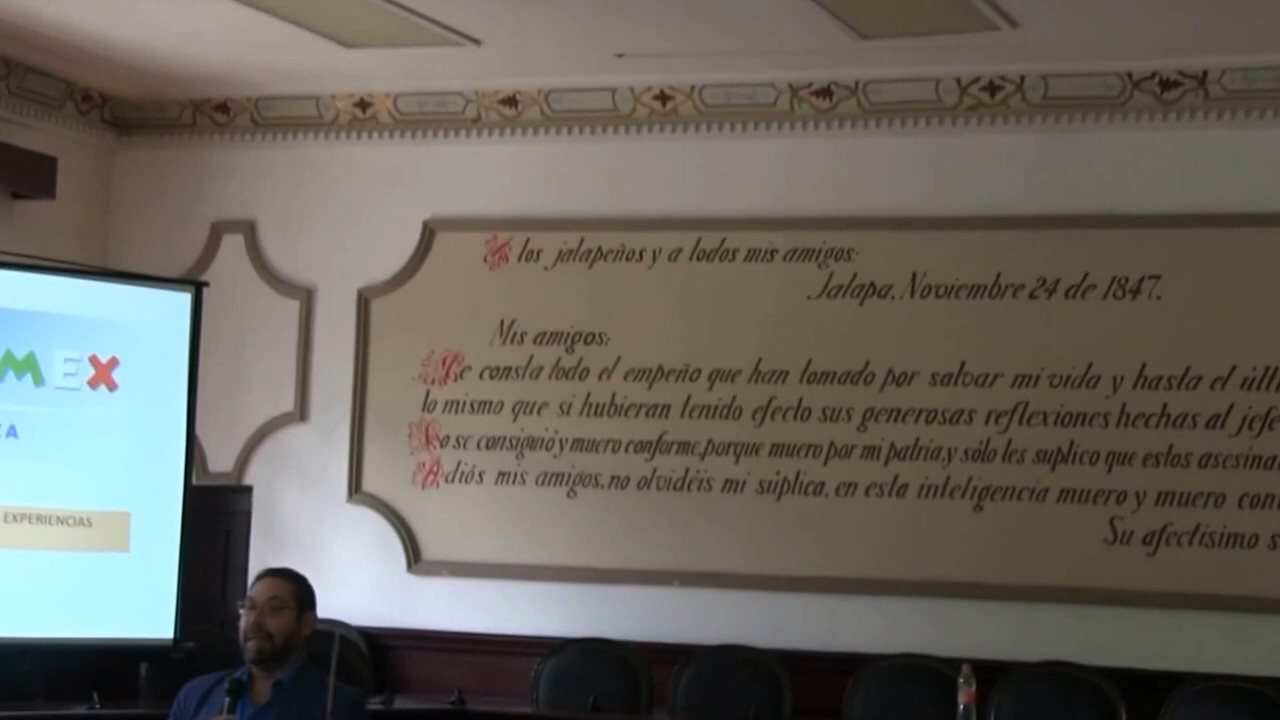 MEX
EXPERIENCIAS
A los jalapeños y a todos mis amigos:
Jalapa, Noviembre 24 de 1847.
Mis amigos:
Me consta todo el empeño que han tomado por salvar mi vida y hasta el
lo mismo que si hubieran tenido efecto sus generosas reflexiones hechas al jefe
No se consiguió y muero conforme, porque muero por mi patria, y sólo les suplico que estos
Adiós mis amigos, no olvidéis mi súplica, en esta inteligencia muero y muero
Su afectísimo